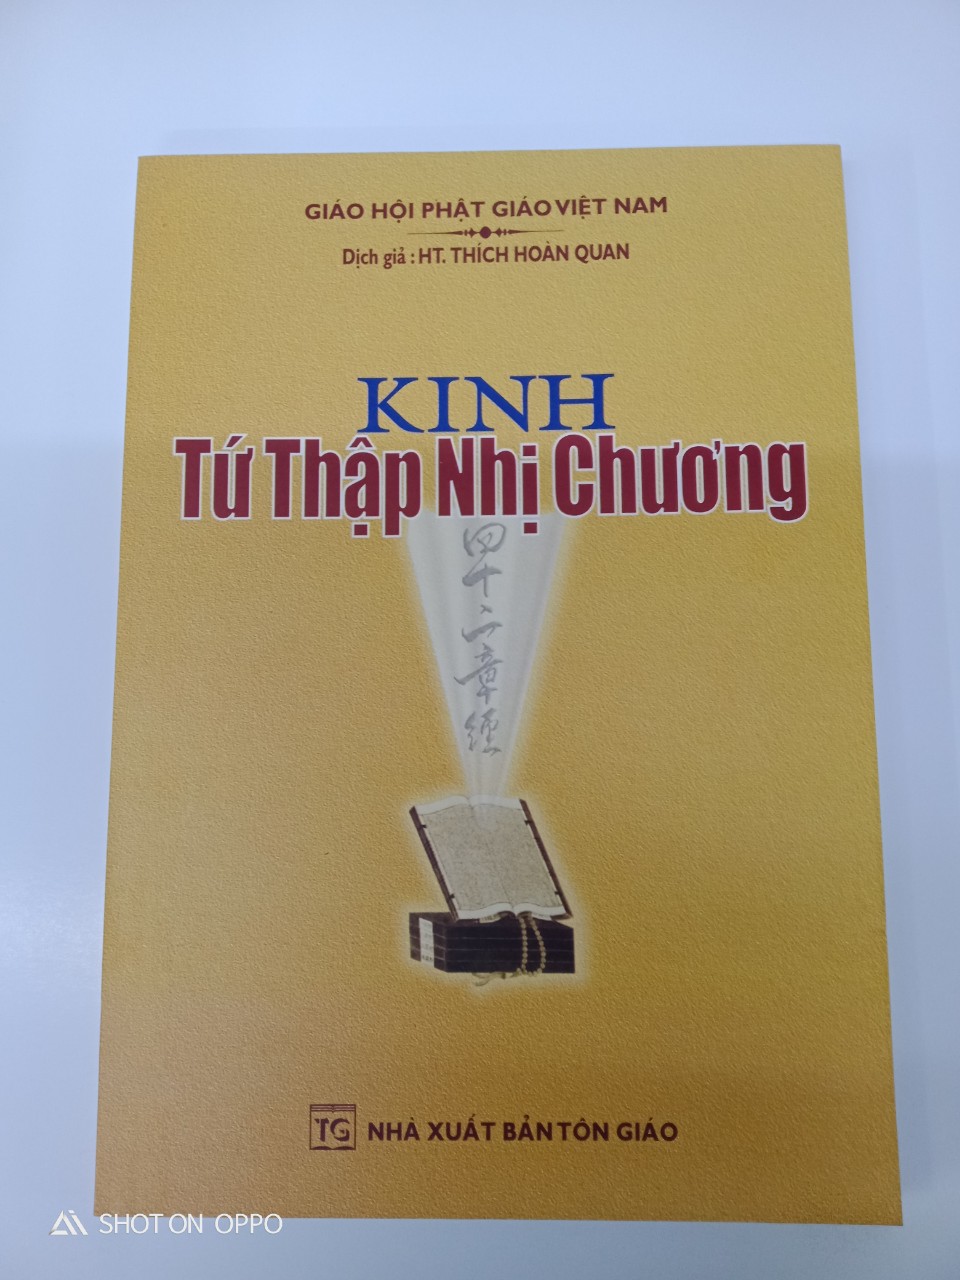 GIÁO HỘI PHẬT GIÁO VIỆT NAM
Dịch giả : HT. THÍCH HOÀN QUAN
KINH
Tứ Thập Nhị Chương
四
十
二
章
經
TG NHÀ XUẤT BẢN TÔN GIÁO
SHOT ON OPPO